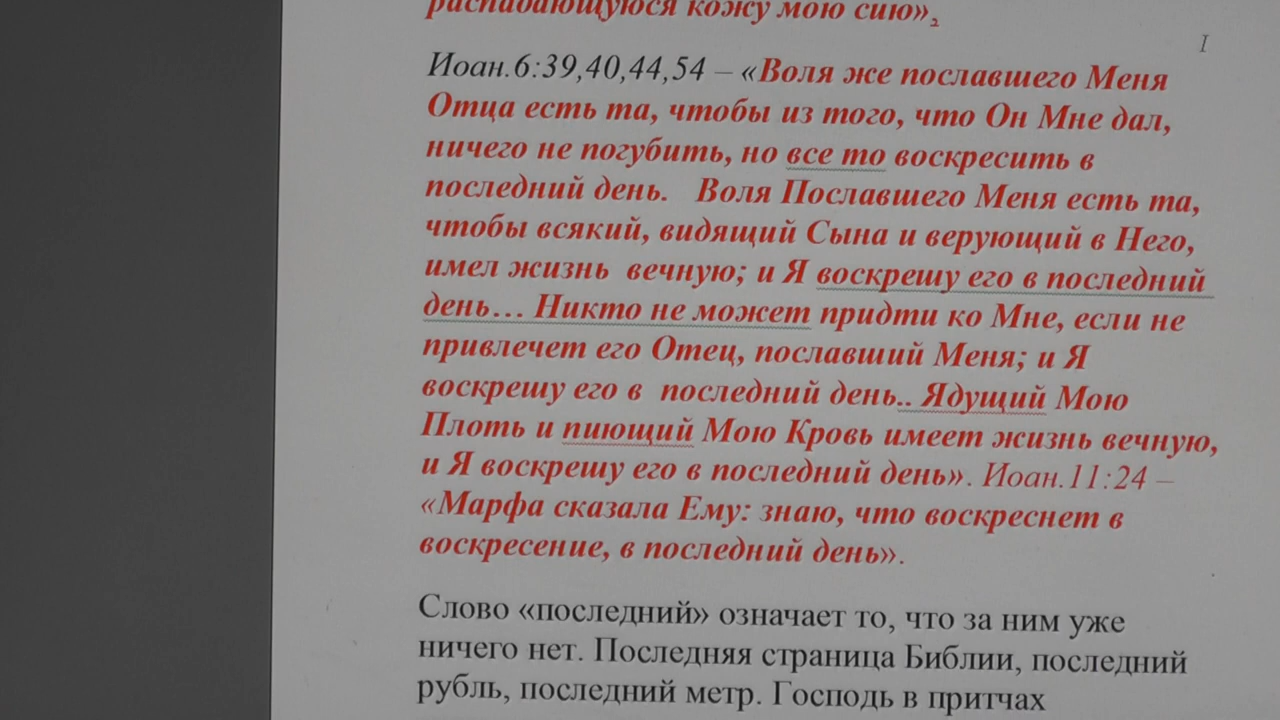 распадающуюся кожу мою сию»,
I
Иоан.6:39,40,44,54 – «Воля же пославшего Меня
Отца есть та, чтобы из того, что Он Мне дал,
ничего не погубить, но все то воскресить в
последний день. Воля Пославшего Меня есть та,
чтобы всякий, видящий Сына и верующий в Него,
имел жизнь вечную; и Я воскрешу его в последний
день… Никто не может придти ко Мне, если не
привлечет его Отец, пославший Меня; и Я
воскрешу его в последний день.. Ядущий Мою
Плоть и пиющий Мою Кровь имеет жизнь вечную,
и Я воскрешу его в последний день». Иоан.11:24 –
«Марфа сказала Ему: знаю, что воскреснет в
воскресение, в последний день».
Слово «последний» означает то, что за ним уже
ничего нет. Последняя страница Библии, последний
рубль, последний метр. Господь в притчах